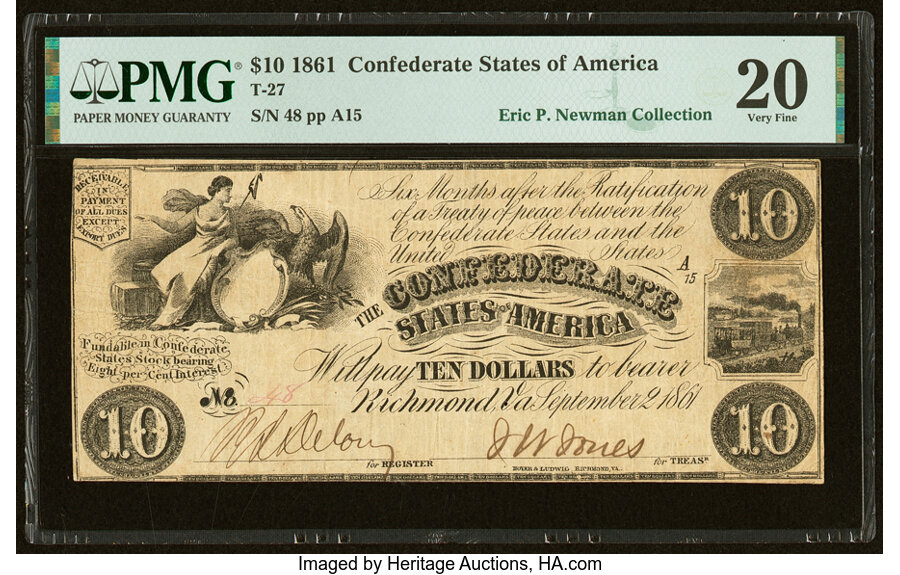 PMG
PAPER MONEY GUARANTY
$10 1861 Confederate States of America
T-27
S/N 48 pp A15
Eric P. Newman Collection
20
Very Fine
RECEIVABLE
IN
PAYMENT
OF ALL DUES
EXCEPT
EXPORT DUES
Six Months after the Ratification
of a Treaty of peace between the
Confederate States and the
United States
10
A
15
THE CONFEDERATE
STATES OF AMERICA
Fundable in Confederate
States Stock bearing
Eight per Cent Interest
Will pay TEN DOLLARS to bearer
No. 48
Richmond, Va September 2 1861
10
10
J W Jones
for REGISTER
HOYER & LUDWIG, RICHMOND, VA.
for TREASR
Imaged by Heritage Auctions, HA.com